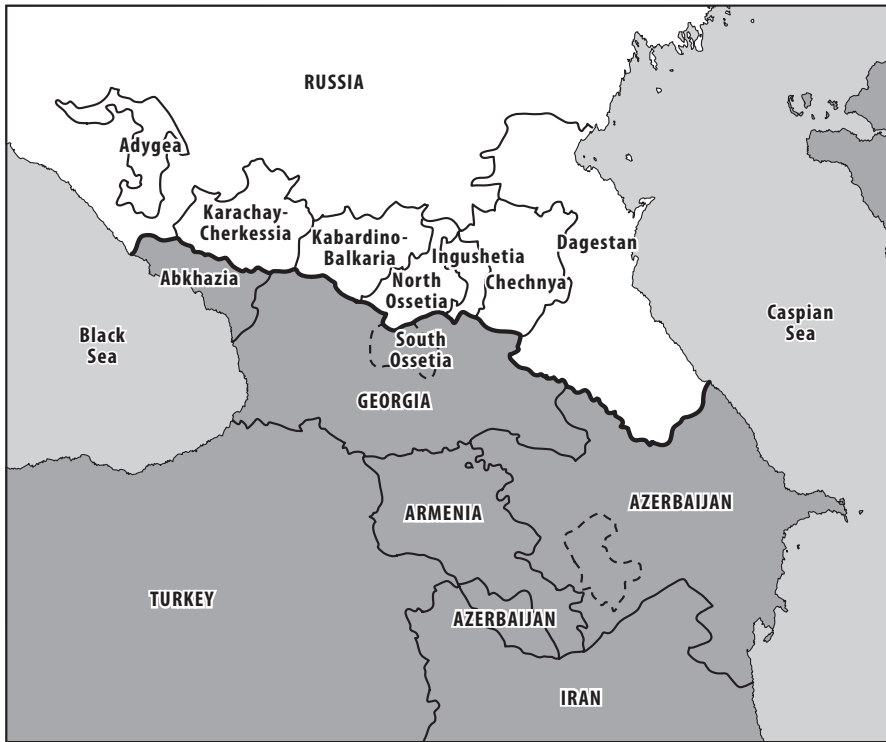 RUSSIA
Adygea
Karachay-
Cherkessia
Kabardino-
Balkaria
Ingushetia
Dagestan
North
Ossetia
Chechnya
Abkhazia
Caspian
Sea
Black
Sea
South
Ossetia
GEORGIA
ARMENIA
AZERBAIJAN
TURKEY
AZERBAIJAN
IRAN